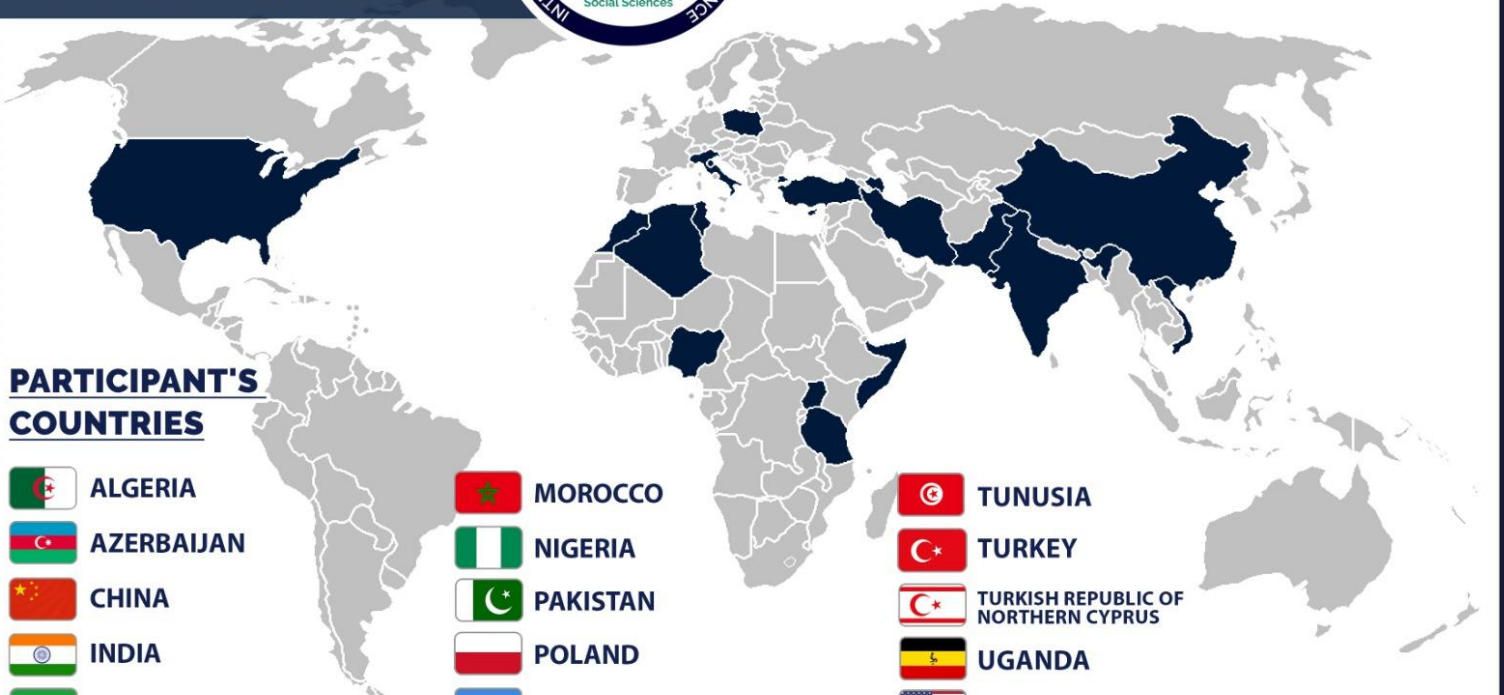 Social Sciences
PARTICIPANT'S
COUNTRIES
ALGERIA
AZERBAIJAN
CHINA
INDIA
MOROCCO
NIGERIA
PAKISTAN
POLAND
TUNUSIA
TURKEY
TURKISH REPUBLIC OF
NORTHERN CYPRUS
UGANDA